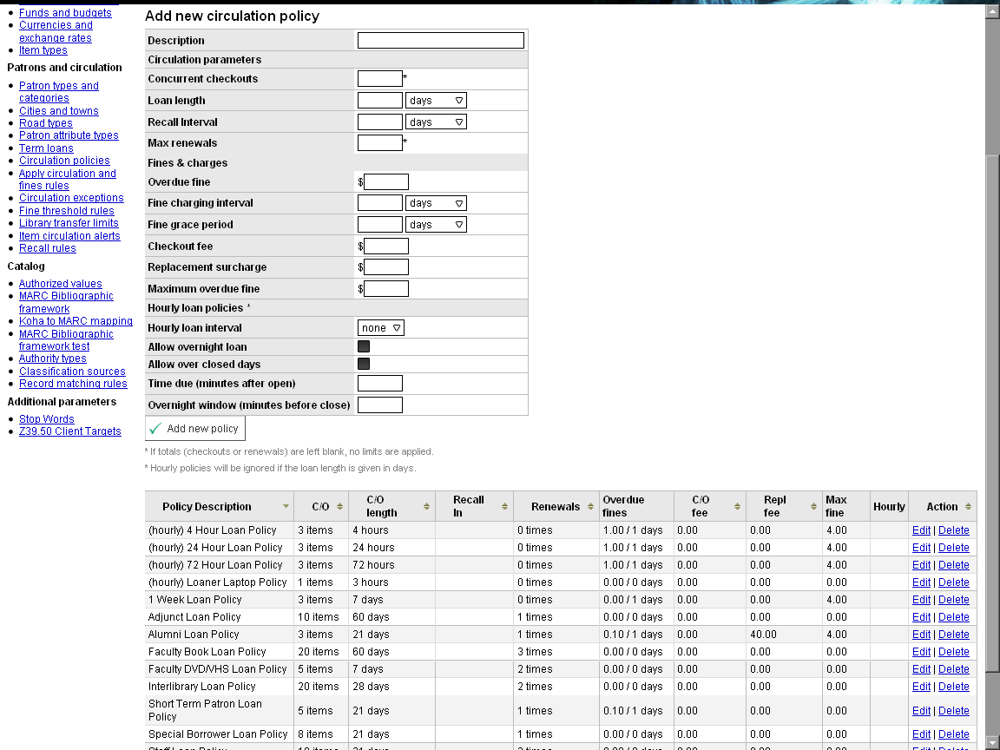 Funds and budgets
Currencies and
exchange rates
Item types
Patrons and circulation
Patron types and
categories
Cities and towns
Road types
Patron attribute types
Term loans
Circulation policies
Apply circulation and
fines rules
Circulation exceptions
Fine threshold rules
Library transfer limits
Item circulation alerts
Recall rules
Catalog
Authorized values
MARC Bibliographic
framework
Koha to MARC mapping
MARC Bibliographic
framework test
Authority types
Classification sources
Record matching rules
Additional parameters
Stop Words
Z39.50 Client Targets
Add new circulation policy
Description
Circulation parameters
Concurrent checkouts *
Loan length days
Recall Interval days
Max renewals *
Fines & charges
Overdue fine $
Fine charging interval days
Fine grace period days
Checkout fee $
Replacement surcharge $
Maximum overdue fine $
Hourly loan policies *
Hourly loan interval none
Allow overnight loan
Allow over closed days
Time due (minutes after open)
Overnight window (minutes before close)
Add new policy
* If totals (checkouts or renewals) are left blank, no limits are applied.
* Hourly policies will be ignored if the loan length is given in days.
Policy Description C/O C/O length Recall In Renewals Overdue fines C/O fee Repl fee Max fine Hourly Action
(hourly) 4 Hour Loan Policy 3 items 4 hours 0 times 1.00 / 1 days 0.00 0.00 4.00 Edit | Delete
(hourly) 24 Hour Loan Policy 3 items 24 hours 0 times 1.00 / 1 days 0.00 0.00 4.00 Edit | Delete
(hourly) 72 Hour Loan Policy 3 items 72 hours 0 times 1.00 / 1 days 0.00 0.00 4.00 Edit | Delete
(hourly) Loaner Laptop Policy 1 items 3 hours 0 times 0.00 / 0 days 0.00 0.00 0.00 Edit | Delete
1 Week Loan Policy 3 items 7 days 0 times 0.00 / 1 days 0.00 0.00 4.00 Edit | Delete
Adjunct Loan Policy 10 items 60 days 1 times 0.00 / 0 days 0.00 0.00 0.00 Edit | Delete
Alumni Loan Policy 3 items 21 days 1 times 0.10 / 1 days 0.00 40.00 4.00 Edit | Delete
Faculty Book Loan Policy 20 items 60 days 3 times 0.00 / 0 days 0.00 0.00 0.00 Edit | Delete
Faculty DVD/VHS Loan Policy 5 items 7 days 2 times 0.00 / 0 days 0.00 0.00 0.00 Edit | Delete
Interlibrary Loan Policy 20 items 28 days 2 times 0.00 / 0 days 0.00 0.00 0.00 Edit | Delete
Short Term Patron Loan
Policy 5 items 21 days 1 times 0.10 / 1 days 0.00 0.00 0.00 Edit | Delete
Special Borrower Loan Policy 8 items 21 days 1 times 0.00 / 0 days 0.00 0.00 0.00 Edit | Delete